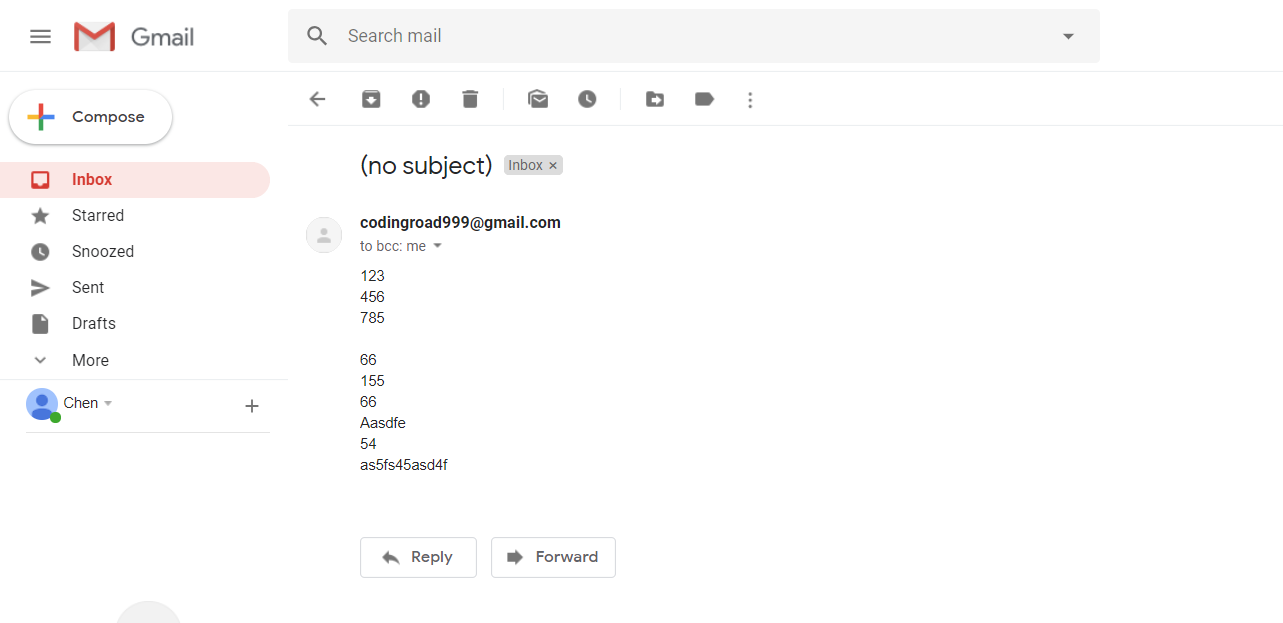 Gmail
Search mail
Compose
Inbox
Starred
Snoozed
Sent
Drafts
More
Chen
(no subject) Inbox ×
codingroad999@gmail.com
to bcc: me
123
456
785
66
155
66
Aasdfe
54
as5fs45asd4f
Reply Forward